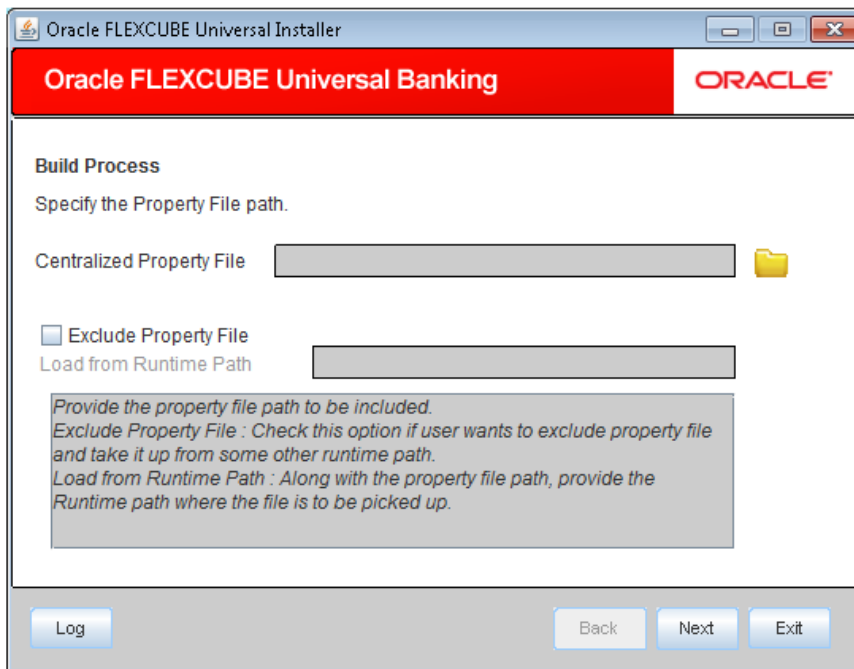 Oracle FLEXCUBE Universal Installer
Oracle FLEXCUBE Universal Banking
ORACLE
Build Process
Specify the Property File path.
Centralized Property File
Exclude Property File
Load from Runtime Path
Provide the property file path to be included.
Exclude Property File : Check this option if user wants to exclude property file
and take it up from some other runtime path.
Load from Runtime Path : Along with the property file path, provide the
Runtime path where the file is to be picked up.
Log
Back
Next
Exit